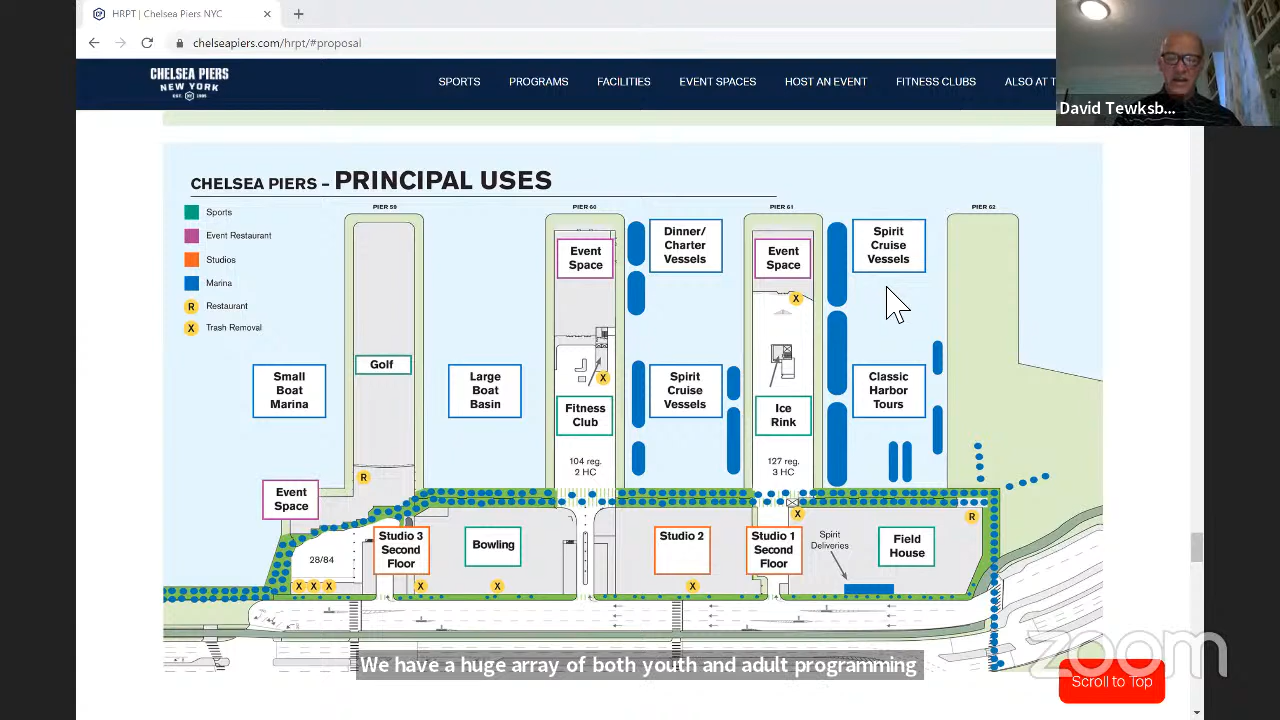 HRPT | Chelsea Piers NYC
chelseapiers.com/hrpt/#proposal
CHELSEA PIERS
NEW YORK
SPORTS PROGRAMS FACILITIES EVENT SPACES HOST AN EVENT FITNESS CLUBS ALSO AT T
David Tewksb...
CHELSEA PIERS – PRINCIPAL USES
Sports
Event Restaurant
Studios
Marina
R Restaurant
X Trash Removal
PIER 59
PIER 60
PIER 61
PIER 62
Event
Space
Dinner/
Charter
Vessels
Event
Space
X
Spirit
Cruise
Vessels
Small
Boat
Marina
Golf
Large
Boat
Basin
X
Fitness
Club
104 reg.
2 HC
Spirit
Cruise
Vessels
Ice
Rink
127 reg.
3 HC
Classic
Harbor
Tours
R
Event
Space
28/84
X X X
Studio 3
Second
Floor
X
Bowling
X
Studio 2
X
Studio 1
Second
Floor
X
Spirit
Deliveries
Field
House
R
We have a huge array of both youth and adult programming
zoom
Scroll to Top